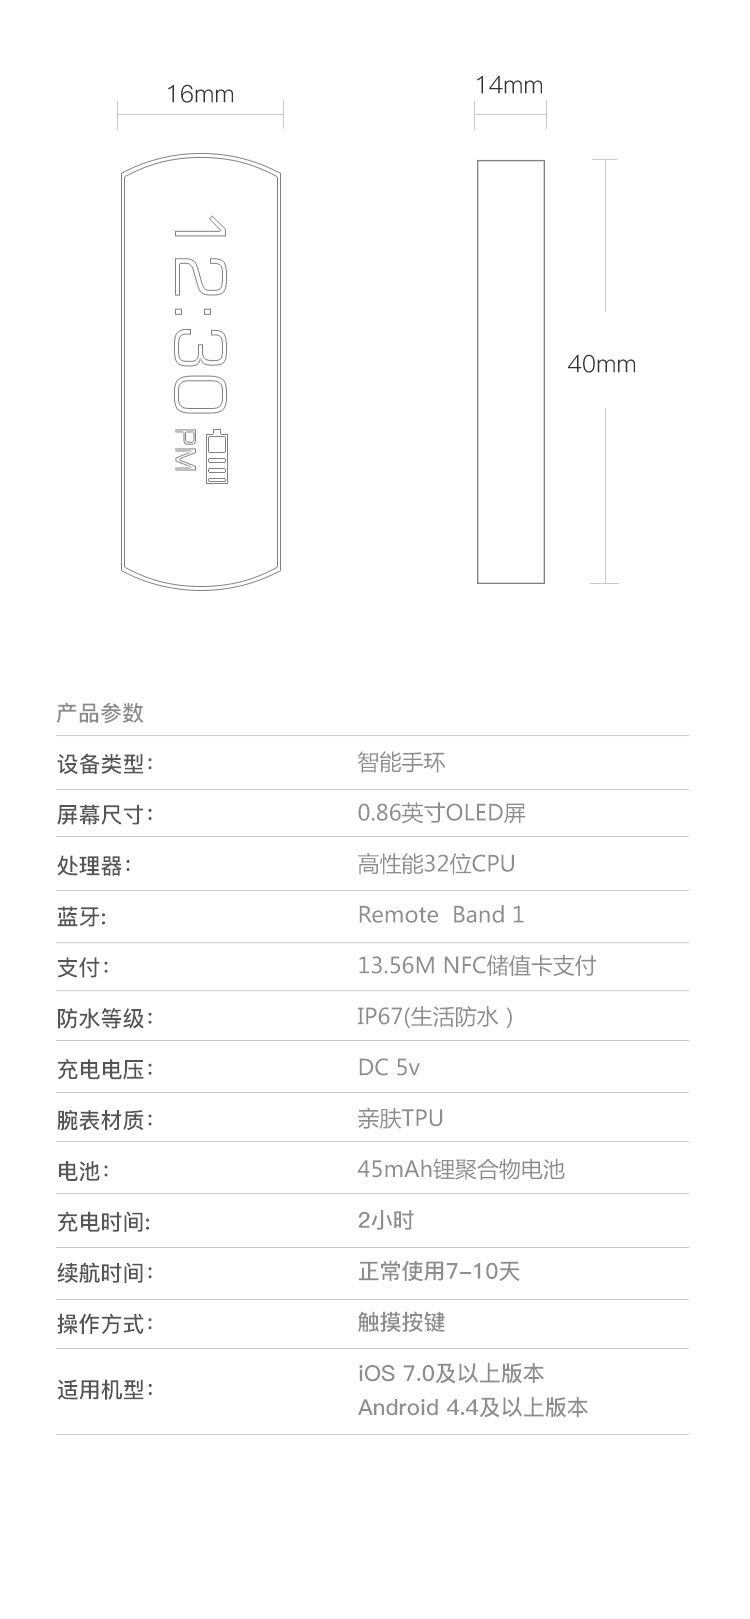 16mm
14mm
12:30
PM
40mm
产品参数
设备类型： 智能手环
屏幕尺寸： 0.86英寸OLED屏
处理器： 高性能32位CPU
蓝牙: Remote  Band 1
支付： 13.56M NFC储值卡支付
防水等级： IP67(生活防水 )
充电电压： DC 5v
腕表材质： 亲肤TPU
电池： 45mAh锂聚合物电池
充电时间: 2小时
续航时间： 正常使用7-10天
操作方式： 触摸按键
适用机型： iOS 7.0及以上版本
Android 4.4及以上版本